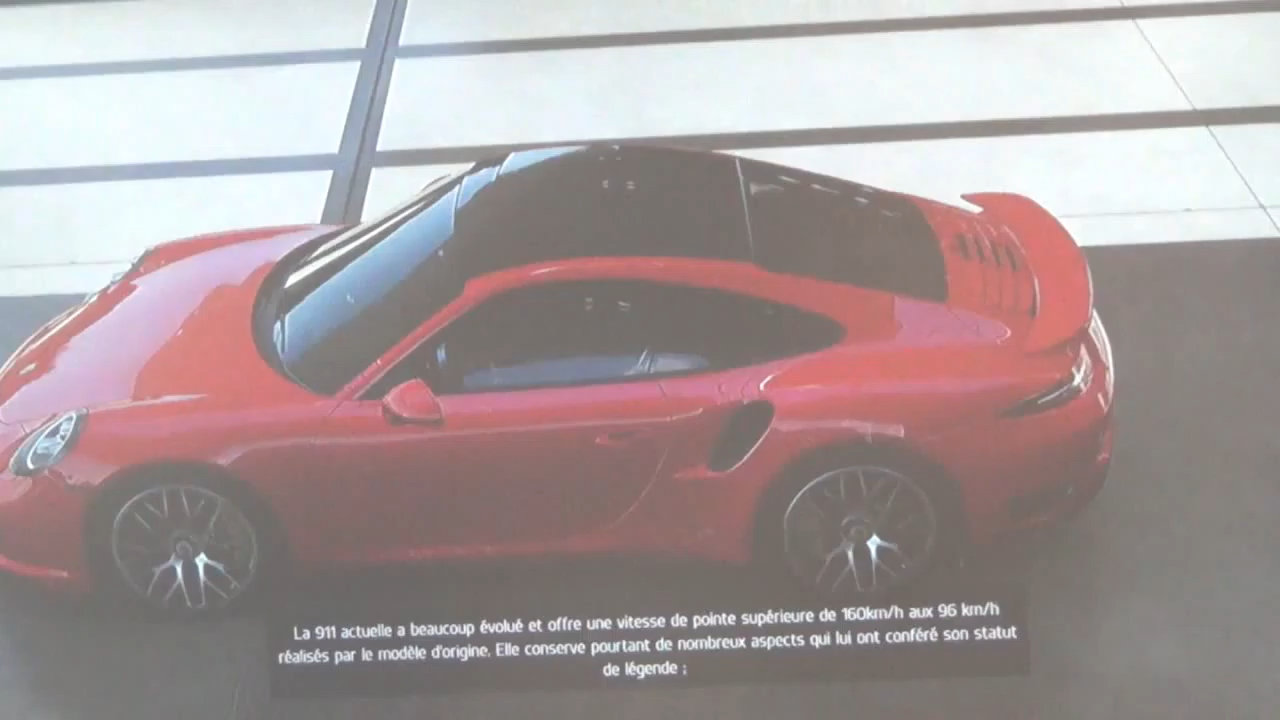 La 911 actuelle a beaucoup évolué et offre une vitesse de pointe supérieure de 160km/h aux 96 km/h
réalisés par le modèle d'origine. Elle conserve pourtant de nombreux aspects qui lui ont conféré son statut
de légende :